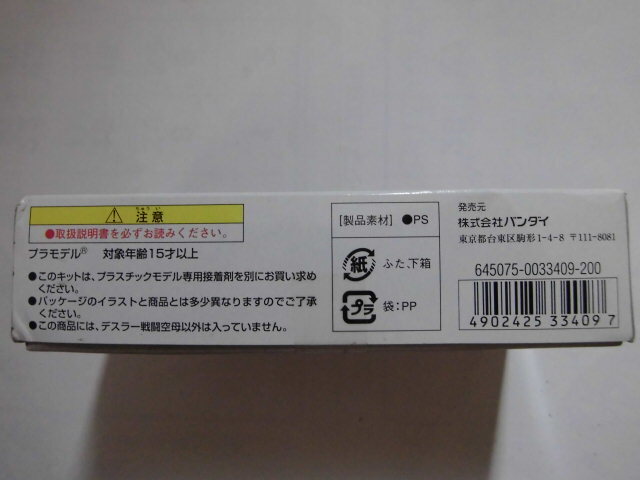 ちゅう い
⚠ 注 意
●取扱説明書を必ずお読みください。
プラモデル® 対象年齢15才以上
●このキットは、プラスチックモデル専用接着剤を別にお買い求め
ください。
●パッケージのイラストと商品とは多少異なりますのでご了承
ください。
●この商品には、デスラー戦闘空母以外は入っていません。
[製品素材] ●PS
紙 ふた、下箱
プラ 袋:PP
発売元
株式会社バンダイ
東京都台東区駒形1-4-8 〒111-8081
645075-0033409-200
4902425 334097